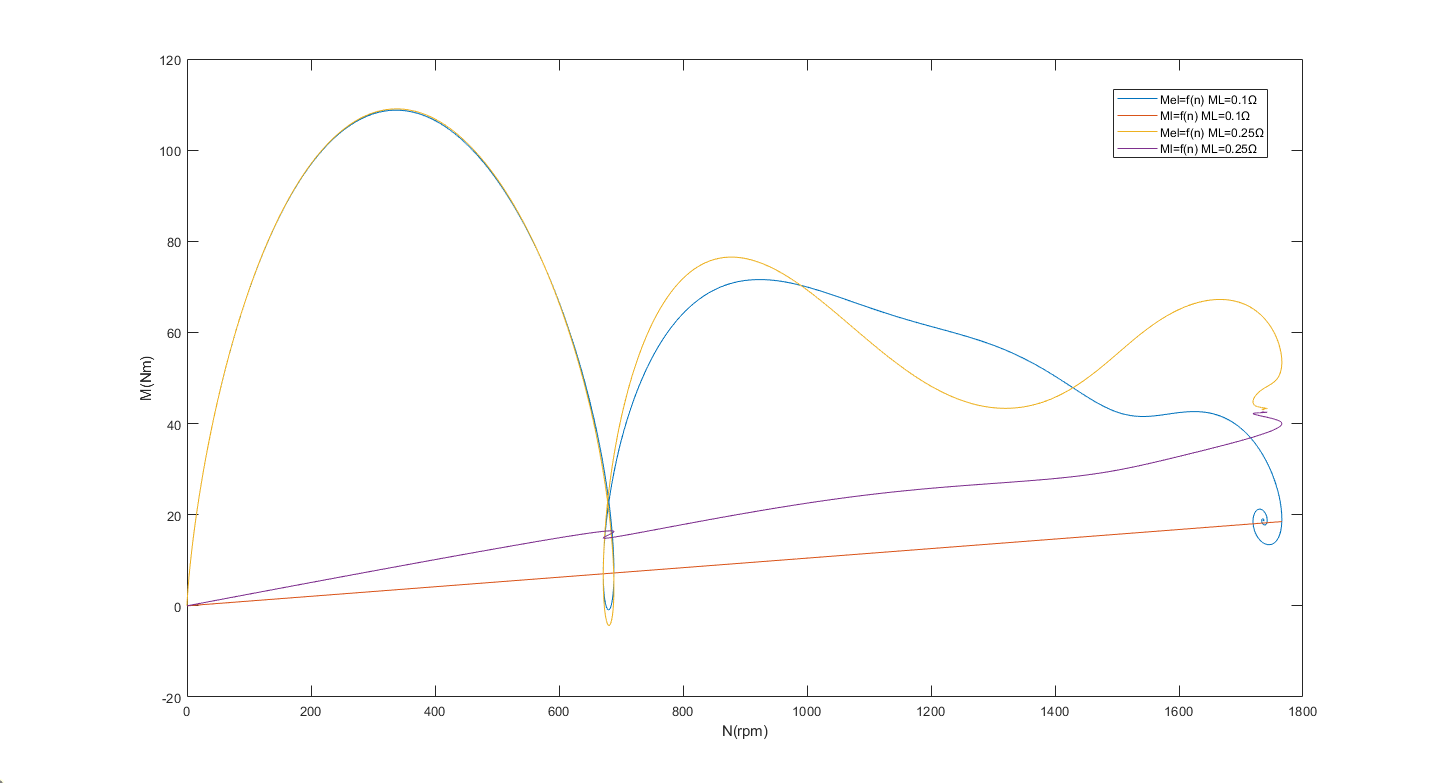 120
100
80
60
40
20
0
-20
M(Nm)
Mel=f(n) ML=0.1Ω
Ml=f(n) ML=0.1Ω
Mel=f(n) ML=0.25Ω
Ml=f(n) ML=0.25Ω
0 200 400 600 800 1000 1200 1400 1600 1800
N(rpm)